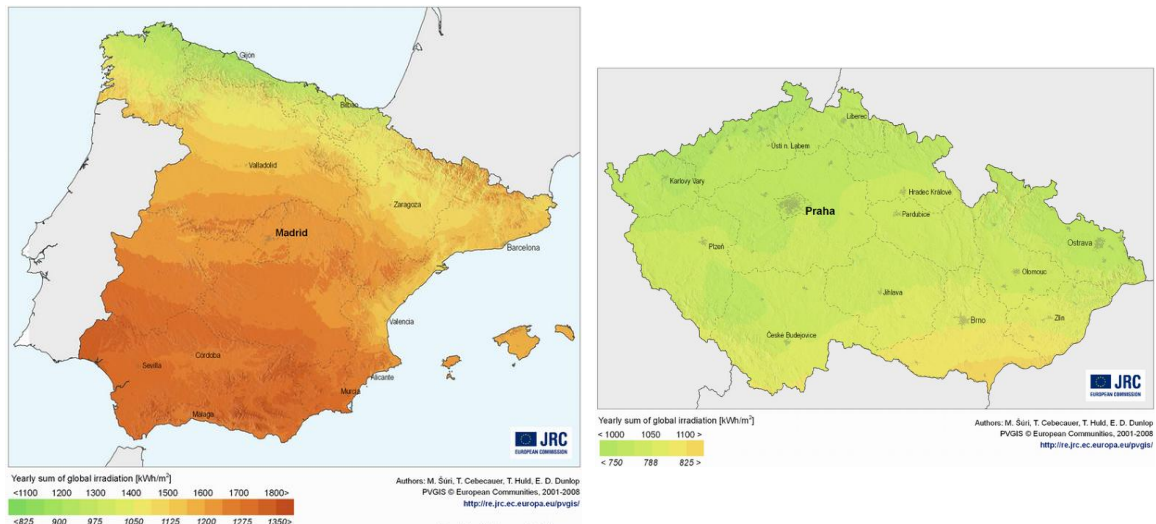 Gijón
Bilbao
Valladolid
Zaragoza
Madrid
Barcelona
Valencia
Cordoba
Sevilla
Alicante
Murcia
Malaga
JRC
EUROPEAN COMMISSION
Yearly sum of global irradiation [kWh/m²]
<1100 1200 1300 1400 1500 1600 1700 1800>
<825 900 975 1050 1125 1200 1275 1350>
Authors: M. Šúri, T. Cebecauer, T. Huld, E. D. Dunlop
PVGIS © European Communities, 2001-2008
http://re.jrc.ec.europa.eu/pvgis/
Liberec
Ústí n. Labem
Karlovy Vary
Hradec Králové
Praha
Pardubice
Plzeň
Ostrava
Olomouc
Jihlava
Brno
Zlín
České Budejovice
JRC
EUROPEAN COMMISSION
Yearly sum of global irradiation [kWh/m²]
< 1000 1050 1100 >
< 750 788 825 >
Authors: M. Šúri, T. Cebecauer, T. Huld, E. D. Dunlop
PVGIS © European Communities, 2001-2008
http://re.jrc.ec.europa.eu/pvgis/